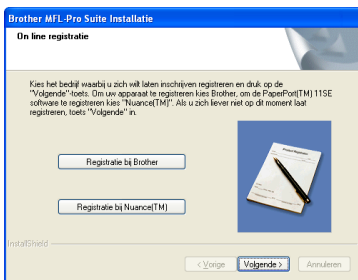 Brother MFL-Pro Suite Installatie
On line registratie
Kies het bedrijf waarbij u zich wilt laten inschrijven registreren en druk op de
"Volgende"-toets. Om uw apparaat te registreren kies Brother, om de PaperPort(TM) 11SE
software te registreren kies "Nuance(TM)". Als u zich liever niet op dit moment laat
registreren, toets "Volgende" in.
Registratie bij Brother
Registratie bij Nuance(TM)
Product Registration
InstallShield
< Vorige
Volgende >
Annuleren